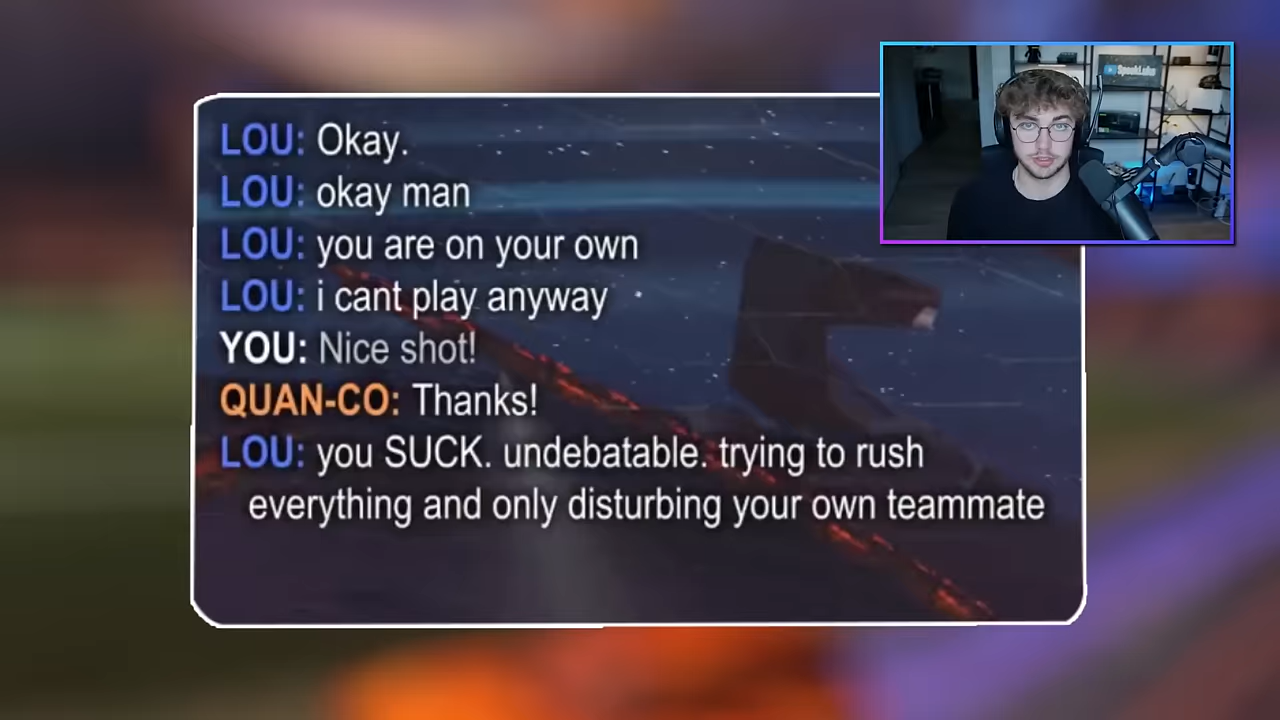 LOU: Okay.
LOU: okay man
LOU: you are on your own
LOU: i cant play anyway
YOU: Nice shot!
QUAN-CO: Thanks!
LOU: you SUCK. undebatable. trying to rush
everything and only disturbing your own teammate
SpookLuke